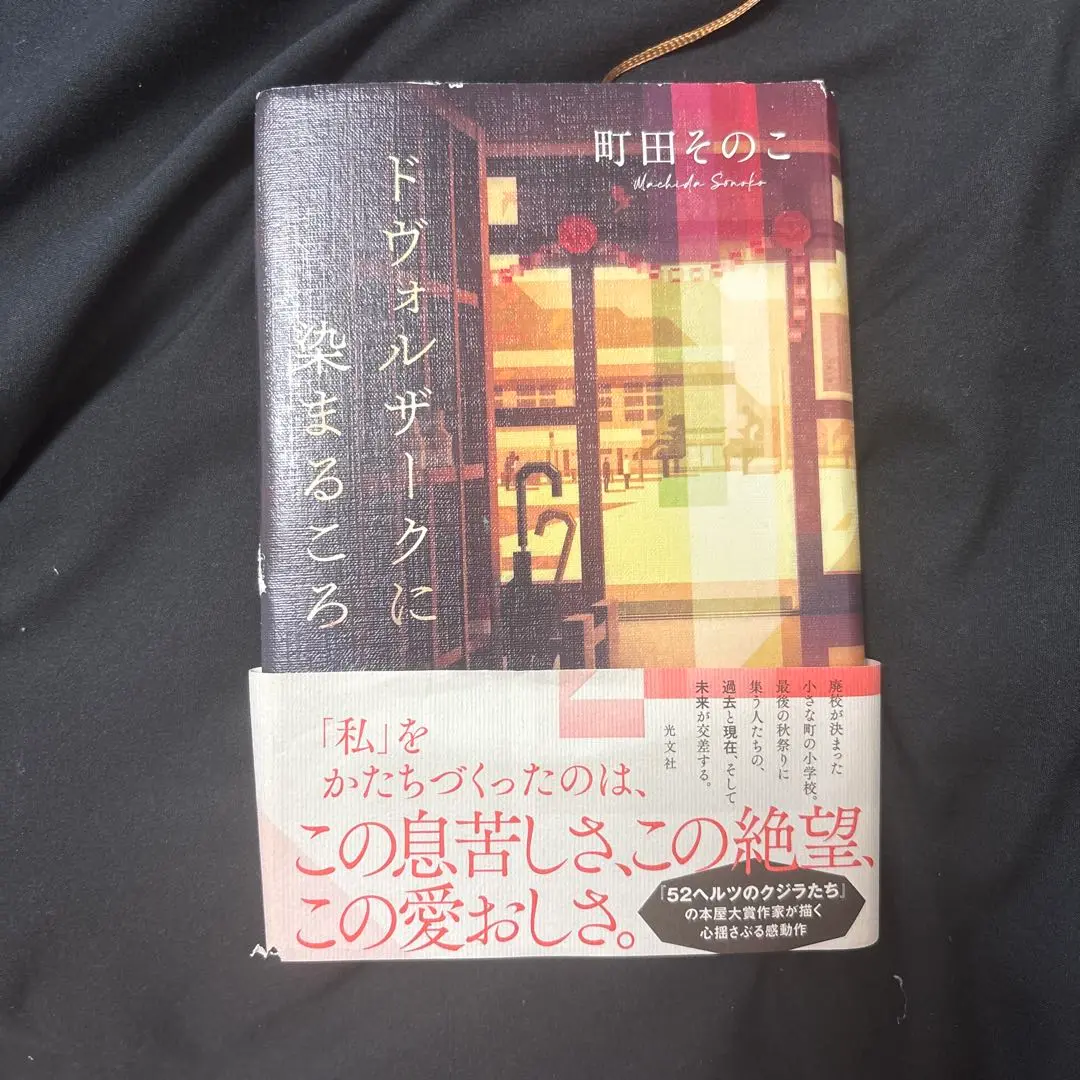 町田そのこ
Machida Sonoko
ドヴォルザークに
染まるころ
廃校が決まった
小さな町の小学校。
最後の秋祭りに
集う人たちの、
過去と現在、そして
未来が交差する。
光文社
「私」を
かたちづくったのは、
この息苦しさ、この絶望、
この愛おしさ。
『52ヘルツのクジラたち』
の本屋大賞作家が描く
心揺さぶる感動作